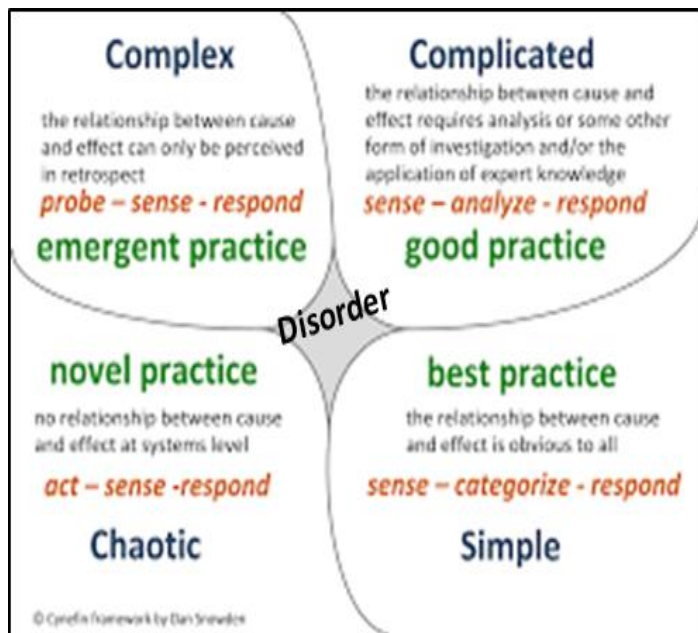 Complex
the relationship between cause
and effect can only be perceived
in retrospect
probe – sense - respond
emergent practice
Complicated
the relationship between cause and
effect requires analysis or some other
form of investigation and/or the
application of expert knowledge
sense – analyze - respond
good practice
Disorder
novel practice
no relationship between cause
and effect at systems level
act – sense -respond
Chaotic
best practice
the relationship between cause
and effect is obvious to all
sense – categorize - respond
Simple
© Cynefin framework by Dan Snowden